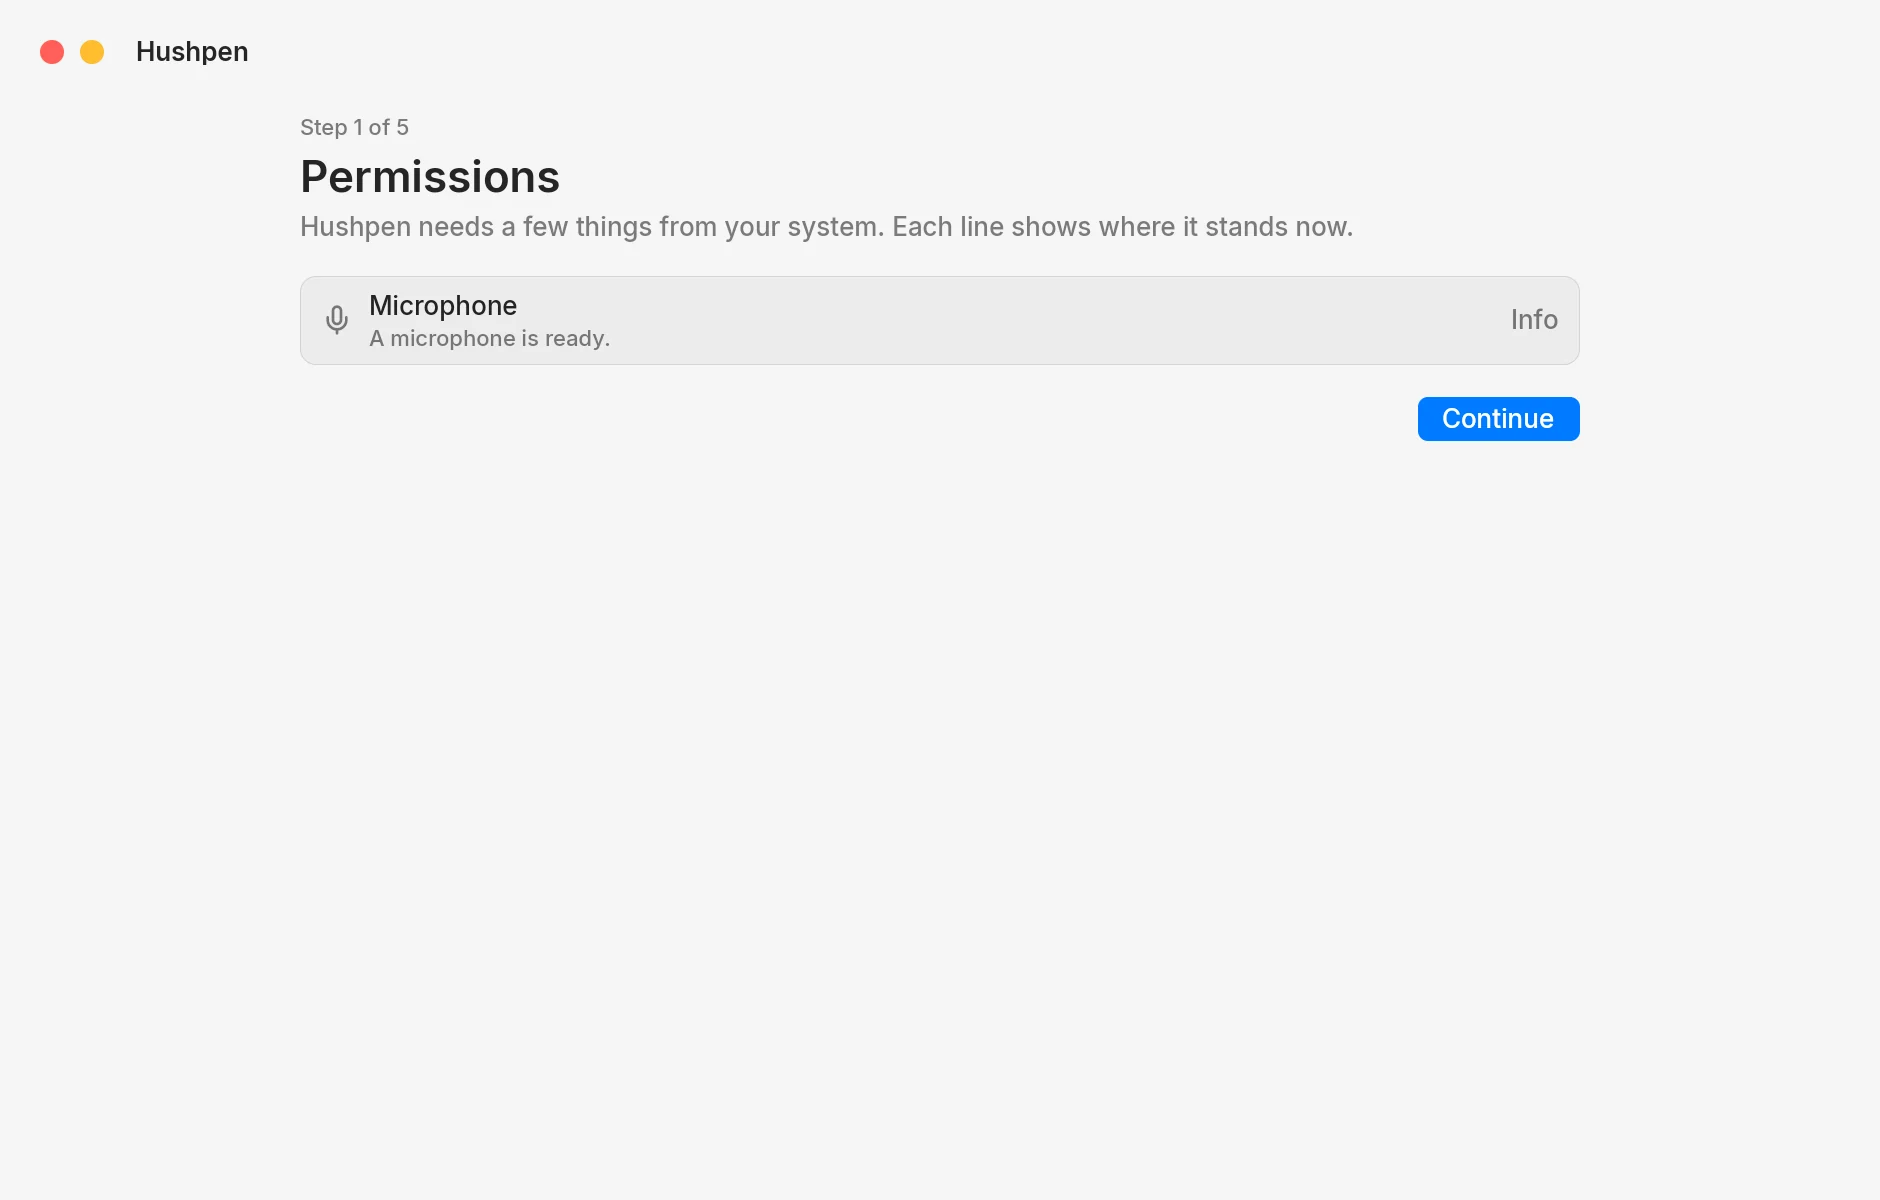 Hushpen
Step 1 of 5
Permissions
Hushpen needs a few things from your system. Each line shows where it stands now.
Microphone
A microphone is ready.
Info
Continue